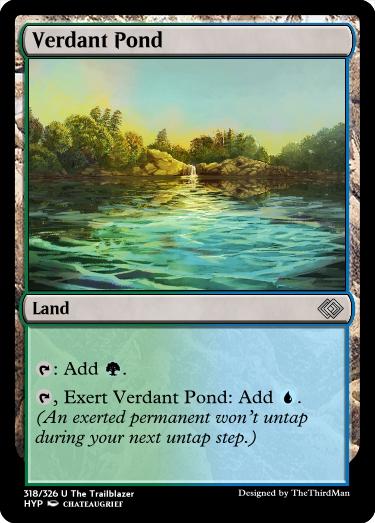 Verdant Pond
Land
: Add .
, Exert Verdant Pond: Add .
(An exerted permanent won't untap
during your next untap step.)
318/326 U The Trailblazer
Designed by TheThirdMan
HYP CHATEAUGRIEF